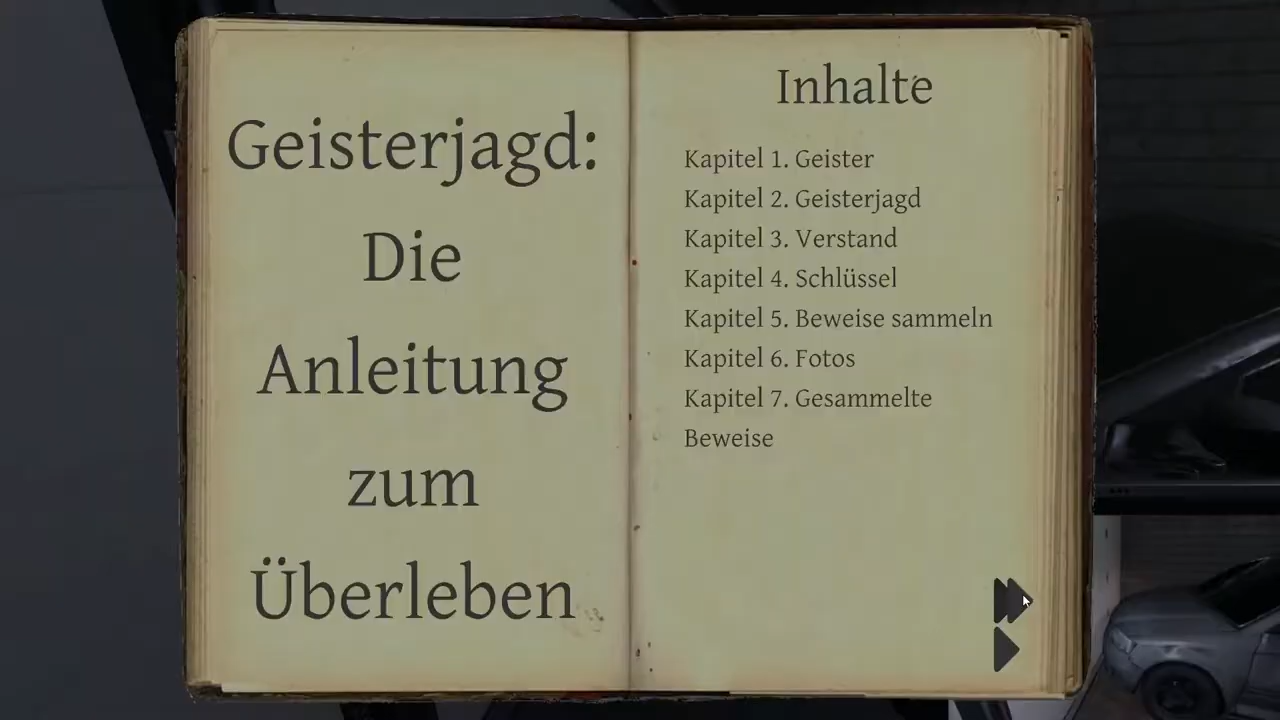 Geisterjagd:
Die
Anleitung
zum
Überleben
Inhalte
Kapitel 1. Geister
Kapitel 2. Geisterjagd
Kapitel 3. Verstand
Kapitel 4. Schlüssel
Kapitel 5. Beweise sammeln
Kapitel 6. Fotos
Kapitel 7. Gesammelte
Beweise